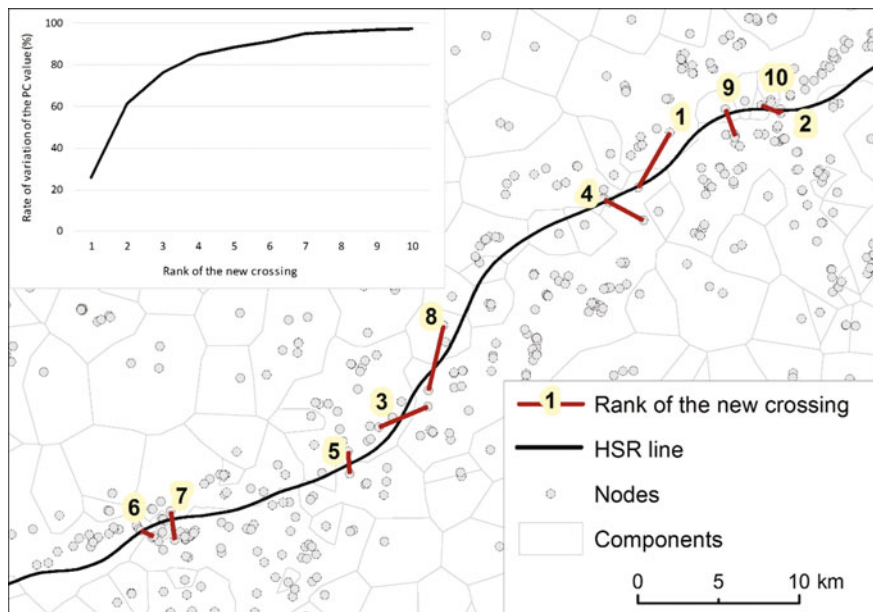 100
80
60
40
20
0
Rate of variation of the PC value (%)
1 2 3 4 5 6 7 8 9 10
Rank of the new crossing
9
10
1
2
4
8
3
5
7
6
1 Rank of the new crossing
HSR line
Nodes
Components
0 5 10 km